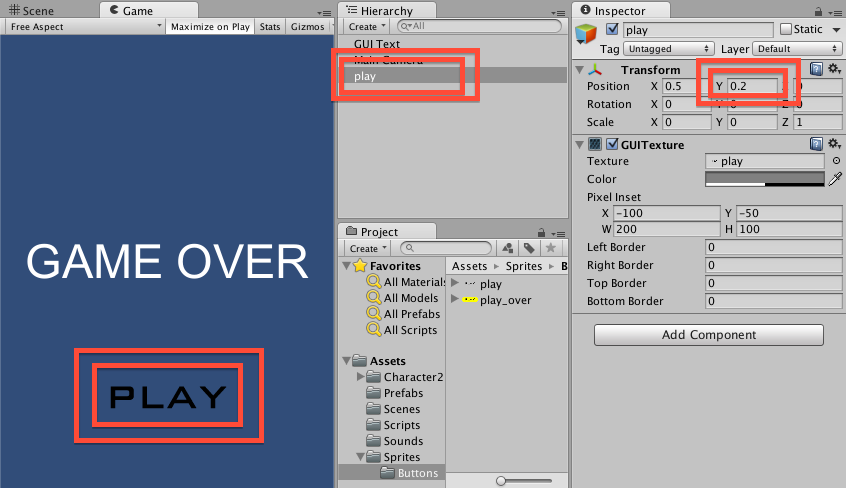 Scene
Game
Free Aspect
Maximize on Play
Stats
Gizmos
GAME OVER
PLAY
Hierarchy
Create
All
GUI Text
Main Camera
play
Project
Create
Favorites
All Materials
All Models
All Prefabs
All Scripts
Assets
Character2
Prefabs
Scenes
Scripts
Sounds
Sprites
Buttons
Assets Sprites B
play
play_over
Inspector
play
Static
Tag Untagged Layer Default
Transform
Position X 0.5 Y 0.2 0
Rotation X 0 Y 0 Z 0
Scale X 0 Y 0 Z 1
GUITexture
Texture play
Color
Pixel Inset
X -100 Y -50
W 200 H 100
Left Border 0
Right Border 0
Top Border 0
Bottom Border 0
Add Component